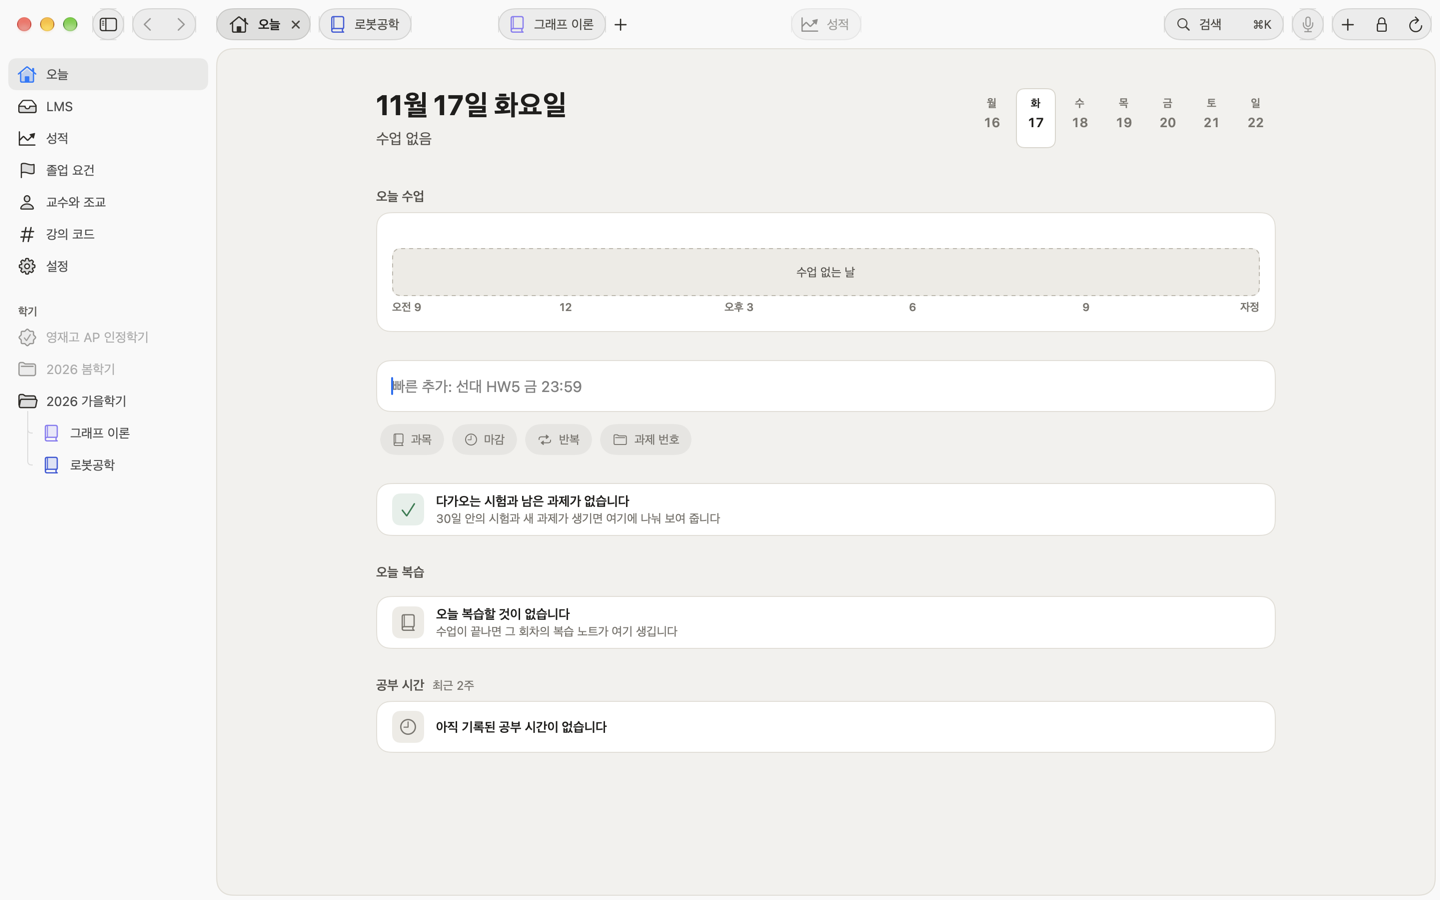 오늘
로봇공학
그래프 이론
성적
검색 ⌘K
오늘
LMS
성적
졸업 요건
교수와 조교
강의 코드
설정
학기
영재고 AP 인정학기
2026 봄학기
2026 가을학기
그래프 이론
로봇공학
11월 17일 화요일
수업 없음
월 화 수 목 금 토 일
16 17 18 19 20 21 22
오늘 수업
수업 없는 날
오전 9 12 오후 3 6 9 자정
빠른 추가: 선대 HW5 금 23:59
과목 마감 반복 과제 번호
다가오는 시험과 남은 과제가 없습니다
30일 안의 시험과 새 과제가 생기면 여기에 나눠 보여 줍니다
오늘 복습
오늘 복습할 것이 없습니다
수업이 끝나면 그 회차의 복습 노트가 여기 생깁니다
공부 시간 최근 2주
아직 기록된 공부 시간이 없습니다